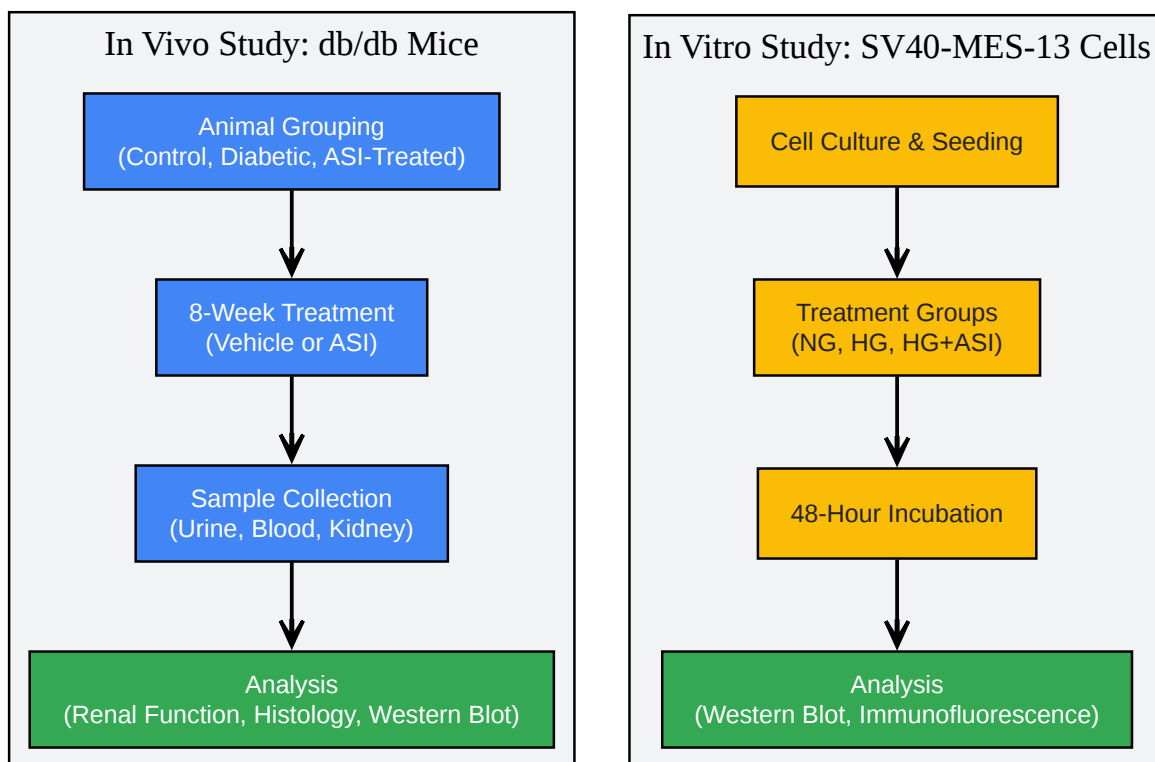 In Vivo Study: db/db Mice
Animal Grouping
(Control, Diabetic, ASI-Treated)
8-Week Treatment
(Vehicle or ASI)
Sample Collection
(Urine, Blood, Kidney)
Analysis
(Renal Function, Histology, Western Blot)
In Vitro Study: SV40-MES-13 Cells
Cell Culture & Seeding
Treatment Groups
(NG, HG, HG+ASI)
48-Hour Incubation
Analysis
(Western Blot, Immunofluorescence)